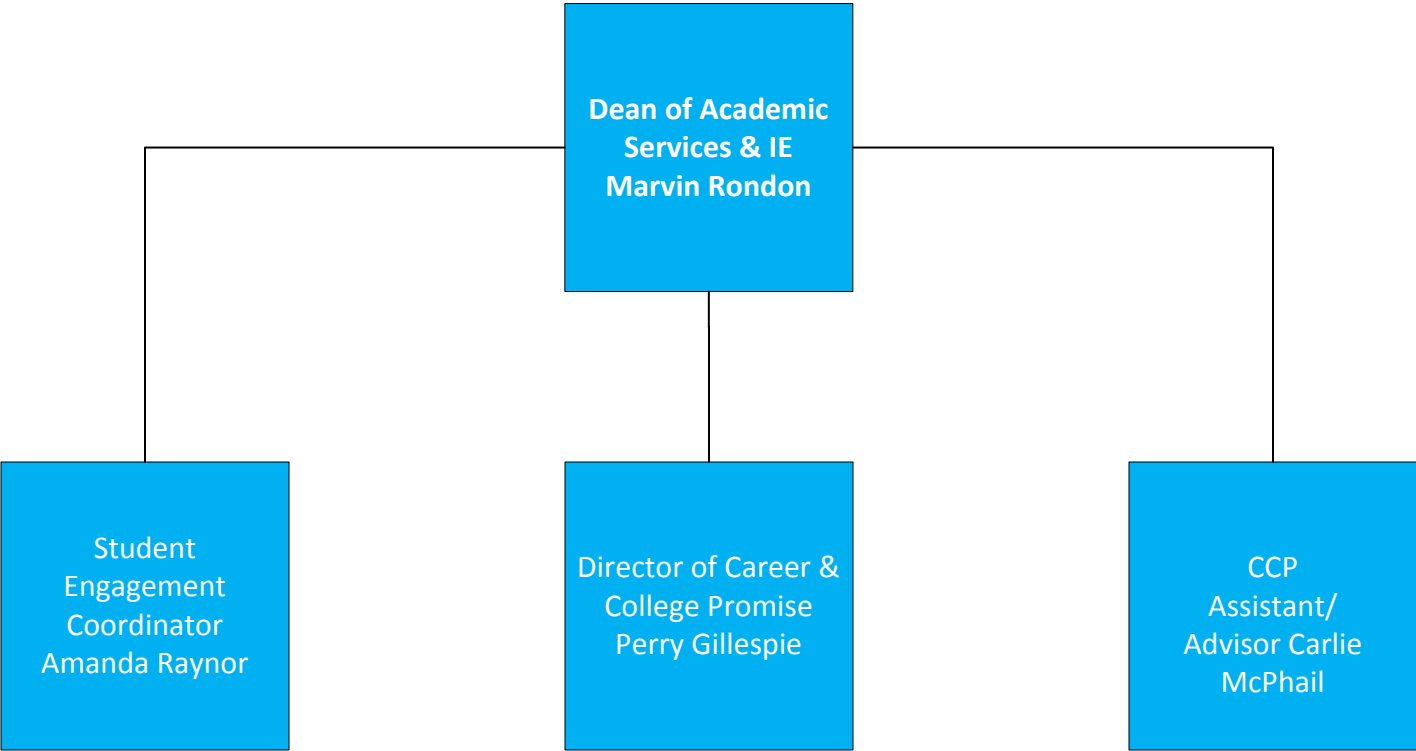 Dean of Academic
Services & IE
Marvin Rondon
Student
Engagement
Coordinator
Amanda Raynor
Director of Career &
College Promise
Perry Gillespie
CCP
Assistant/
Advisor Carlie
McPhail